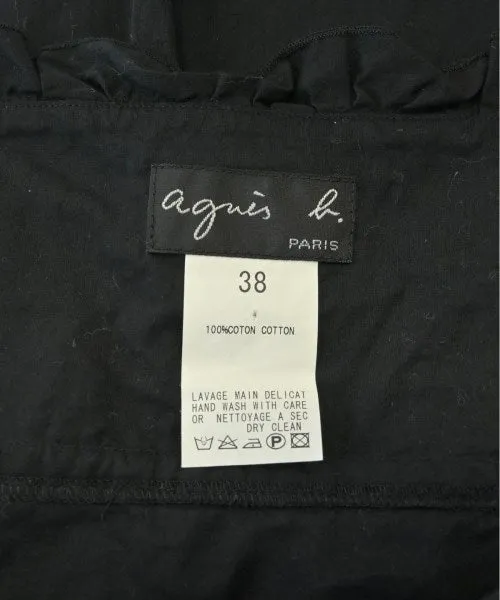 agnès b.
PARIS
38
100%COTON COTTON
LAVAGE MAIN DELICAT
HAND WASH WITH CARE
OR NETTOYAGE A SEC
DRY CLEAN
P